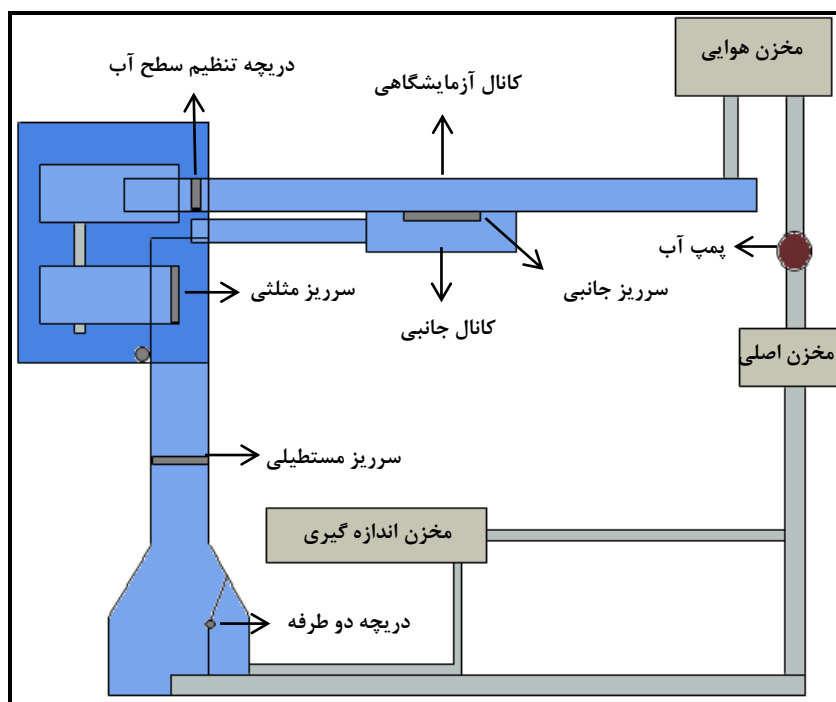 مخزن هوایی
دریچه تنظیم سطح آب
کانال آزمایشگاهی
پمپ آب
سرریز جانبی
سرریز مثلثی
کانال جانبی
مخزن اصلی
سرریز مستطیلی
مخزن اندازه گیری
دریچه دو طرفه